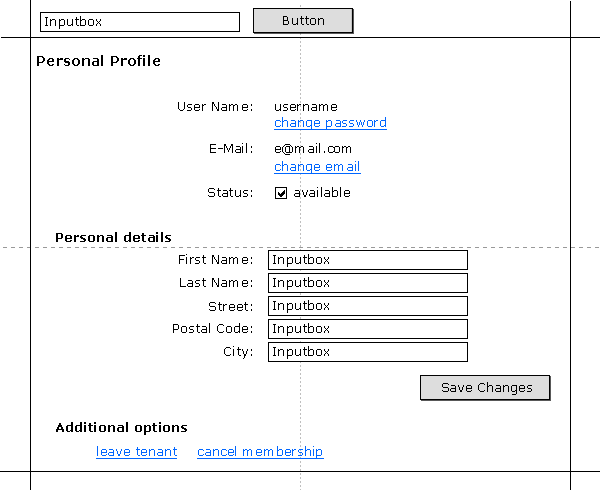 Inputbox Button
Personal Profile
User Name: username
change password
E-Mail: e@mail.com
change email
Status: available
Personal details
First Name: Inputbox
Last Name: Inputbox
Street: Inputbox
Postal Code: Inputbox
City: Inputbox
Save Changes
Additional options
leave tenant cancel membership